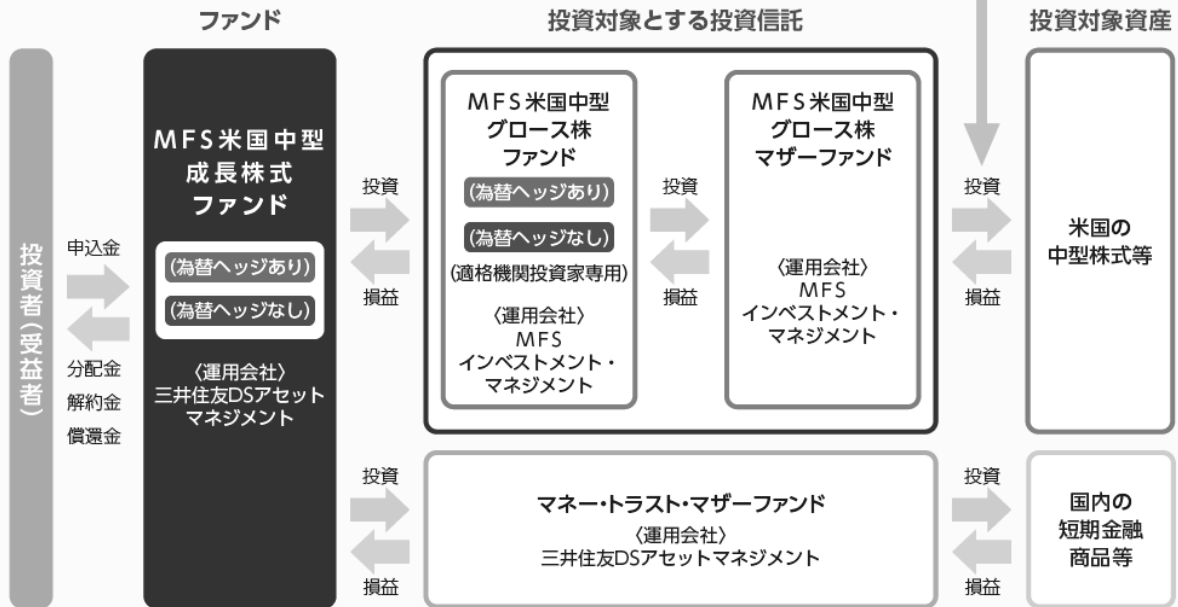 ファンド
投資対象とする投資信託
投資対象資産
投資者(受益者)
申込金
分配金
解約金
償還金
MFS米国中型
成長株式
ファンド
(為替ヘッジあり)
(為替ヘッジなし)
〈運用会社〉
三井住友DSアセット
マネジメント
投資
損益
MFS米国中型
グロース株
ファンド
(為替ヘッジあり)
(為替ヘッジなし)
(適格機関投資家専用)
〈運用会社〉
MFS
インベストメント・
マネジメント
投資
損益
MFS米国中型
グロース株
マザーファンド
〈運用会社〉
MFS
インベストメント・
マネジメント
投資
損益
米国の
中型株式等
投資
損益
マネー・トラスト・マザーファンド
〈運用会社〉
三井住友DSアセットマネジメント
投資
損益
国内の
短期金融
商品等